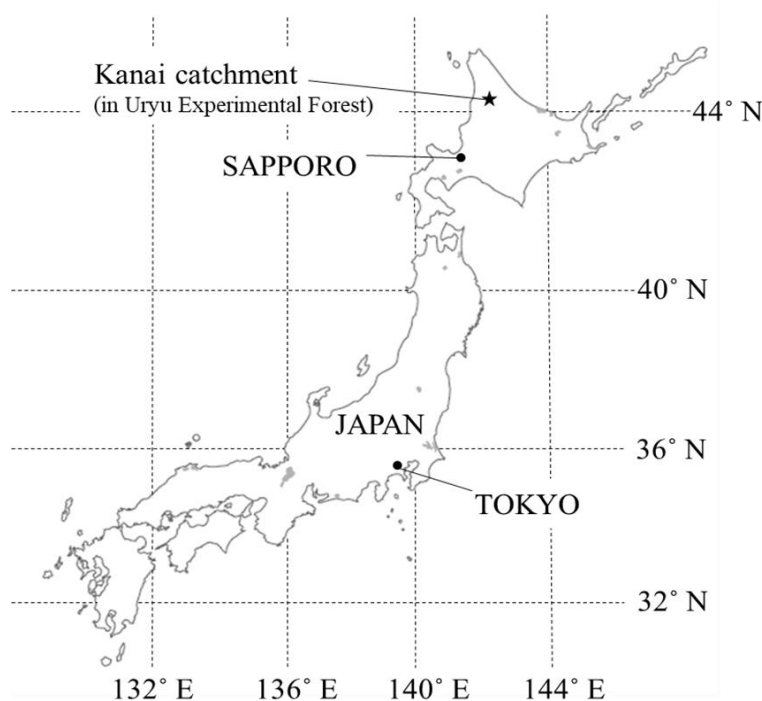 Kanai catchment
(in Uryu Experimental Forest)
44˚ N
SAPPORO
40˚ N
JAPAN
36˚ N
TOKYO
32˚ N
132˚ E 136˚ E 140˚ E 144˚ E